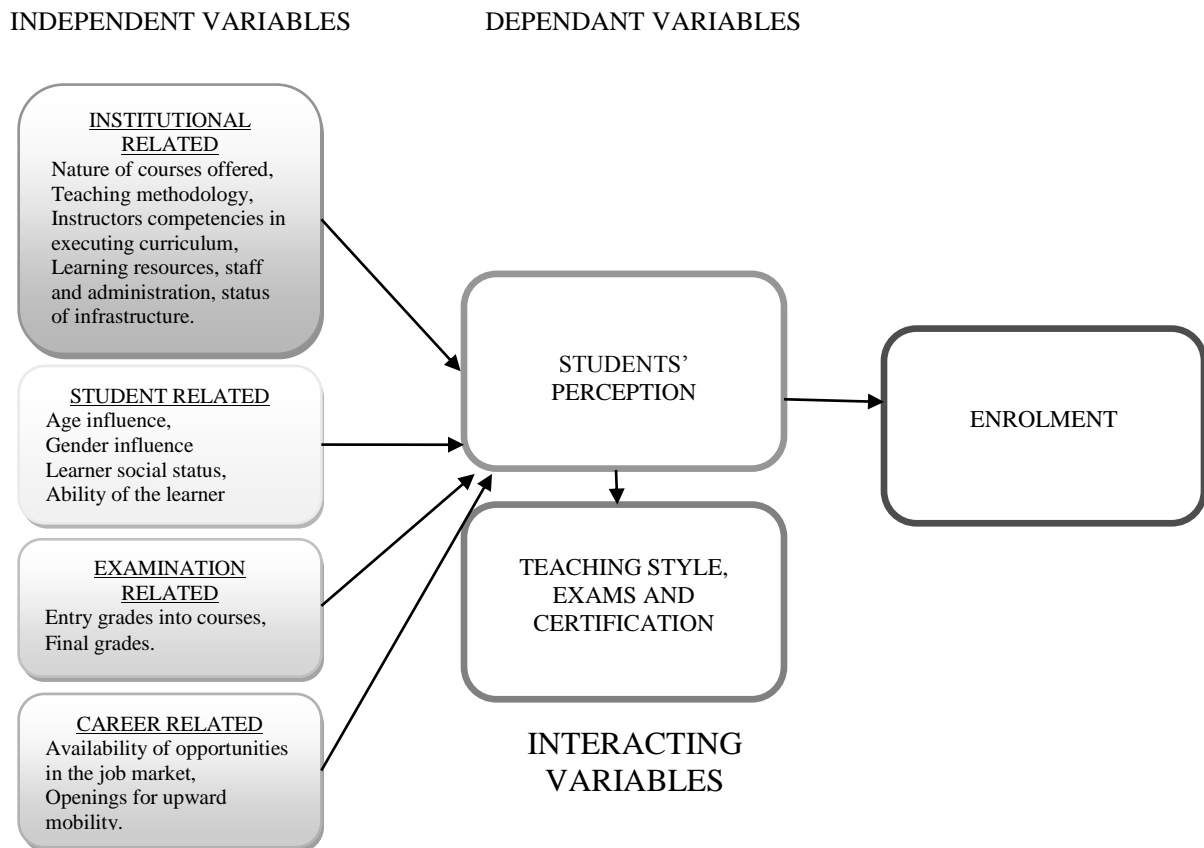 INDEPENDENT VARIABLES
DEPENDANT VARIABLES
INSTITUTIONAL
RELATED
Nature of courses offered,
Teaching methodology,
Instructors competencies in
executing curriculum,
Learning resources, staff
and administration, status
of infrastructure.
STUDENT RELATED
Age influence,
Gender influence
Learner social status,
Ability of the learner
EXAMINATION
RELATED
Entry grades into courses,
Final grades.
CAREER RELATED
Availability of opportunities
in the job market,
Openings for upward
mobility.
STUDENTS’
PERCEPTION
TEACHING STYLE,
EXAMS AND
CERTIFICATION
INTERACTING
VARIABLES
ENROLMENT